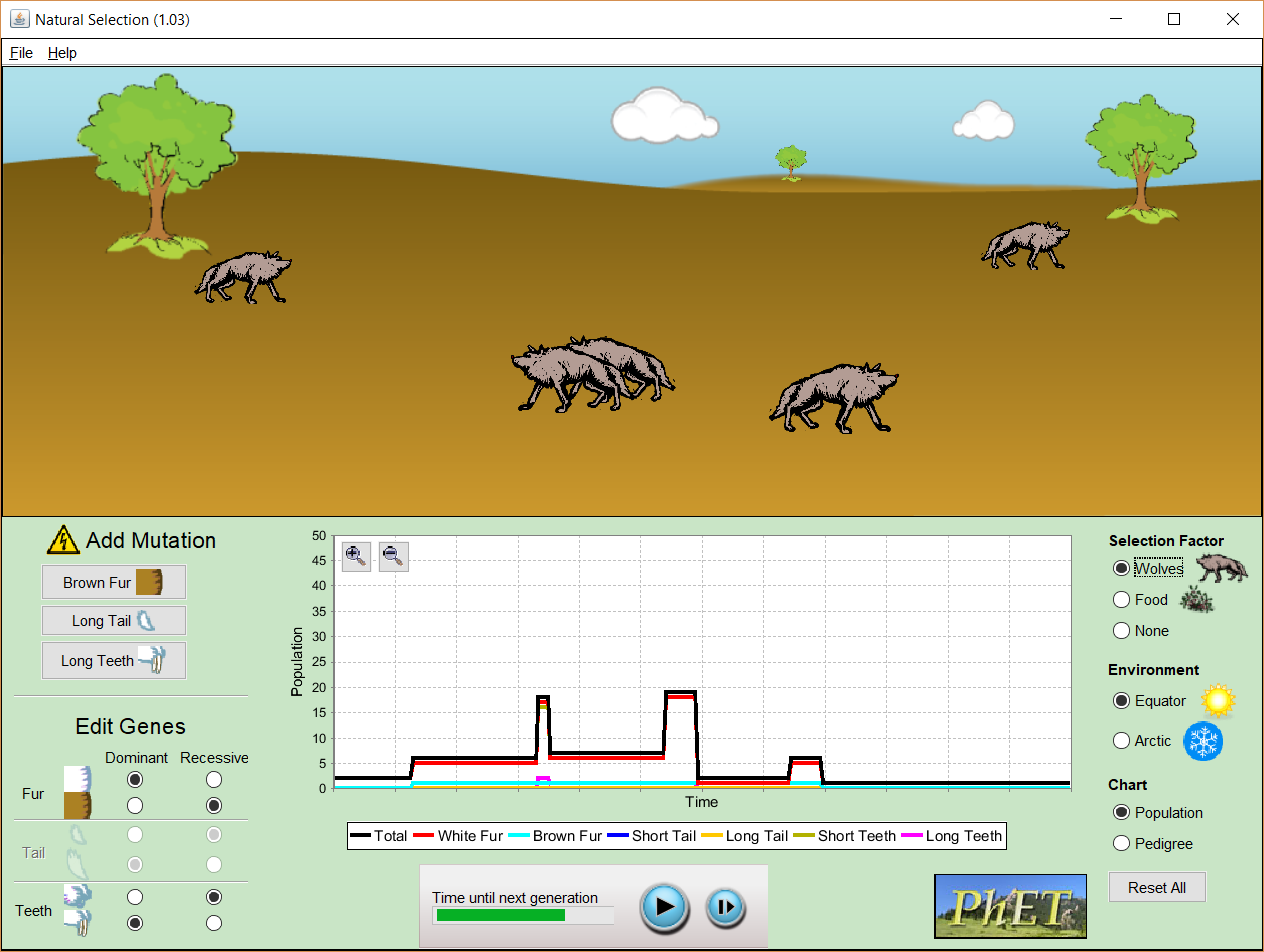 Natural Selection (1.03)
File Help
Add Mutation
Brown Fur
Long Tail
Long Teeth
Edit Genes
Dominant Recessive
Fur
Tail
Teeth
50
45
40
35
30
25
20
15
10
5
0
Population
Time
Total White Fur Brown Fur Short Tail Long Tail Short Teeth Long Teeth
Time until next generation
Selection Factor
Wolves
Food
None
Environment
Equator
Arctic
Chart
Population
Pedigree
Reset All
PhET